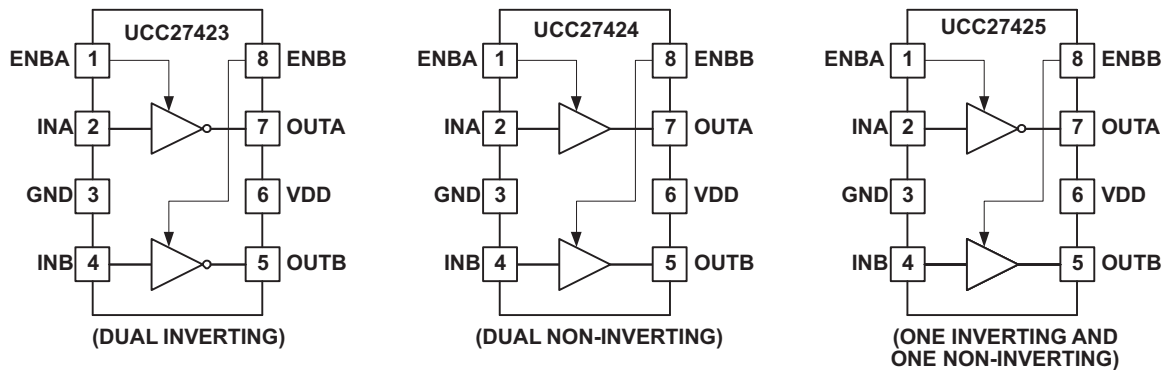 UCC27423
ENBA 1 8 ENBB
INA 2 7 OUTA
GND 3 6 VDD
INB 4 5 OUTB
(DUAL INVERTING)
UCC27424
ENBA 1 8 ENBB
INA 2 7 OUTA
GND 3 6 VDD
INB 4 5 OUTB
(DUAL NON-INVERTING)
UCC27425
ENBA 1 8 ENBB
INA 2 7 OUTA
GND 3 6 VDD
INB 4 5 OUTB
(ONE INVERTING AND
ONE NON-INVERTING)